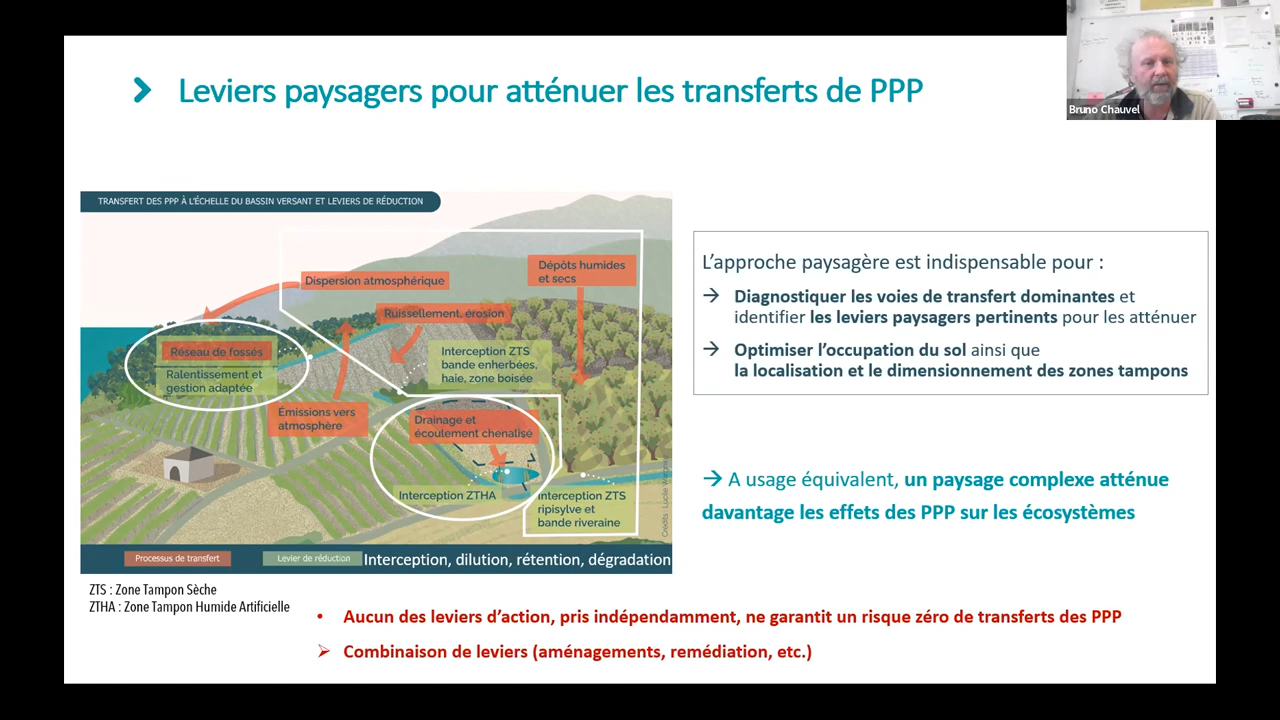 Leviers paysagers pour atténuer les transferts de PPP
Bruno Chauvel
TRANSFERT DES PPP À L'ÉCHELLE DU BASSIN VERSANT ET LEVIERS DE RÉDUCTION
Dispersion atmosphérique
Dépôts humides
et secs
Ruissellement, érosion
Réseau de fossés
Ralentissement et
gestion adaptée
Interception ZTS
bande enherbées,
haie, zone boisée
Émissions vers
atmosphère
Drainage et
écoulement chenalisé
Interception ZTHA
Interception ZTS
ripisylve et
bande riveraine
Processus de transfert
Levier de réduction
Interception, dilution, rétention, dégradation
ZTS : Zone Tampon Sèche
ZTHA : Zone Tampon Humide Artificielle
L'approche paysagère est indispensable pour :
→ Diagnostiquer les voies de transfert dominantes et
identifier les leviers paysagers pertinents pour les atténuer
→ Optimiser l'occupation du sol ainsi que
la localisation et le dimensionnement des zones tampons
→ A usage équivalent, un paysage complexe atténue
davantage les effets des PPP sur les écosystèmes
• Aucun des leviers d'action, pris indépendamment, ne garantit un risque zéro de transferts des PPP
➢ Combinaison de leviers (aménagements, remédiation, etc.)